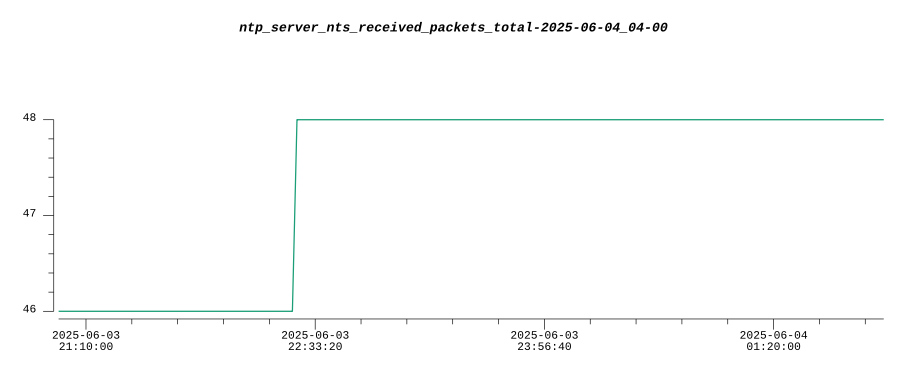 ntp_server_nts_received_packets_total-2025-06-04_04-00
48
47
46
2025-06-03 2025-06-03 2025-06-03 2025-06-04
21:10:00 22:33:20 23:56:40 01:20:00